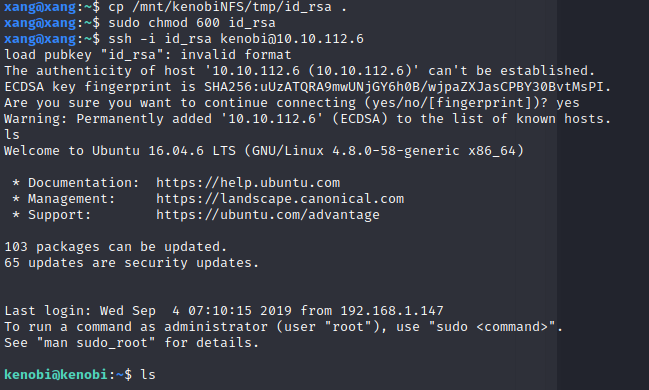 xang@xang:~$ cp /mnt/kenobiNFS/tmp/id_rsa .
xang@xang:~$ sudo chmod 600 id_rsa
xang@xang:~$ ssh -i id_rsa kenobi@10.10.112.6
load pubkey "id_rsa": invalid format
The authenticity of host '10.10.112.6 (10.10.112.6)' can't be established.
ECDSA key fingerprint is SHA256:uUzATQRA9mwUNjGY6h0B/wjpaZXJasCPBY30BvtMsPI.
Are you sure you want to continue connecting (yes/no/[fingerprint])? yes
Warning: Permanently added '10.10.112.6' (ECDSA) to the list of known hosts.
ls
Welcome to Ubuntu 16.04.6 LTS (GNU/Linux 4.8.0-58-generic x86_64)
* Documentation:  https://help.ubuntu.com
* Management:     https://landscape.canonical.com
* Support:        https://ubuntu.com/advantage
103 packages can be updated.
65 updates are security updates.
Last login: Wed Sep  4 07:10:15 2019 from 192.168.1.147
To run a command as administrator (user "root"), use "sudo <command>".
See "man sudo_root" for details.
kenobi@kenobi:~$ ls